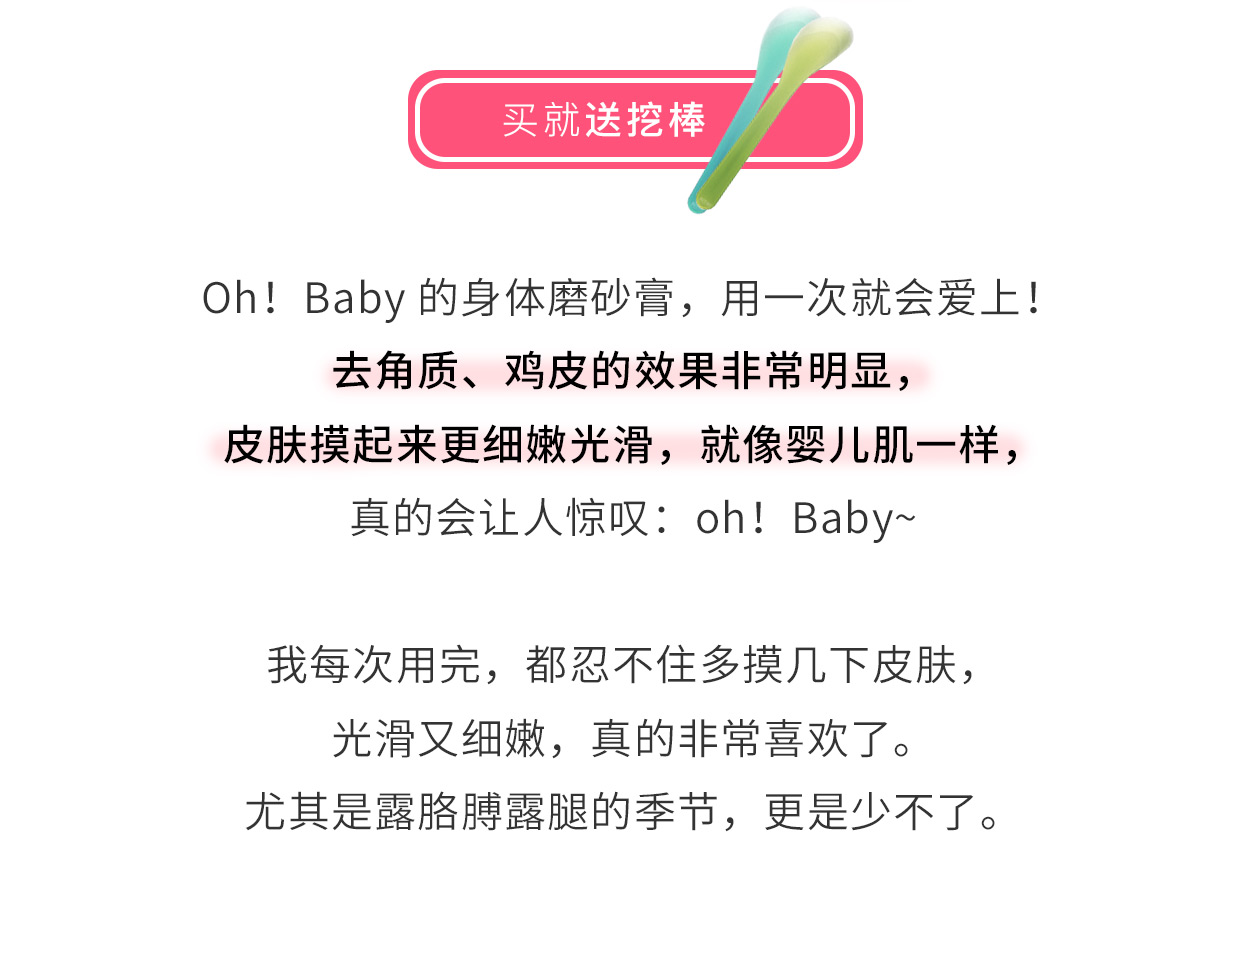 买就送挖棒
Oh！Baby 的身体磨砂膏，用一次就会爱上！
去角质、鸡皮的效果非常明显，
皮肤摸起来更细嫩光滑，就像婴儿肌一样，
真的会让人惊叹：oh！Baby~
我每次用完，都忍不住多摸几下皮肤，
光滑又细嫩，真的非常喜欢了。
尤其是露胳膊露腿的季节，更是少不了。